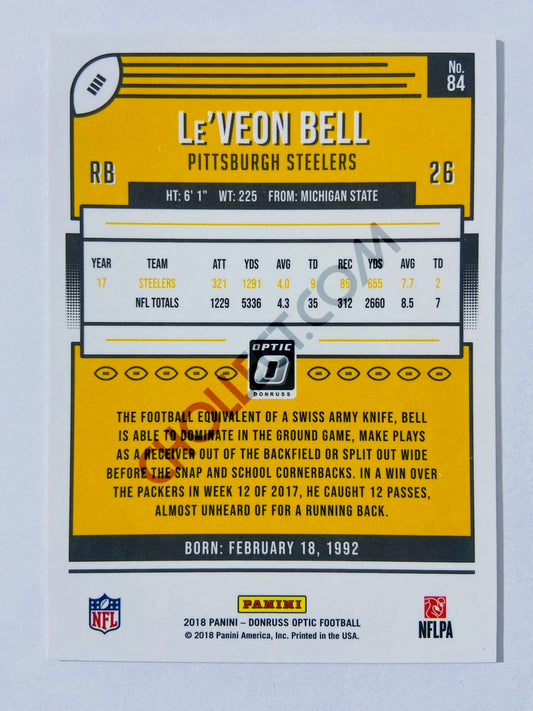 No.
84
LE'VEON BELL
PITTSBURGH STEELERS
RB
26
HT: 6' 1" WT: 225 FROM: MICHIGAN STATE
YEAR TEAM ATT YDS AVG TD REC YDS AVG TD
17 STEELERS 321 1291 4.0 9 85 655 7.7 2
NFL TOTALS 1229 5336 4.3 35 312 2660 8.5 7
OPTIC
DONRUSS
THE FOOTBALL EQUIVALENT OF A SWISS ARMY KNIFE, BELL
IS ABLE TO DOMINATE IN THE GROUND GAME, MAKE PLAYS
AS A RECEIVER OUT OF THE BACKFIELD OR SPLIT OUT WIDE
BEFORE THE SNAP AND SCHOOL CORNERBACKS. IN A WIN OVER
THE PACKERS IN WEEK 12 OF 2017, HE CAUGHT 12 PASSES,
ALMOST UNHEARD OF FOR A RUNNING BACK.
BORN: FEBRUARY 18, 1992
NFL
PANINI
NFLPA
2018 PANINI – DONRUSS OPTIC FOOTBALL
© 2018 Panini America, Inc. Printed in the USA.
CHOLLECT.COM